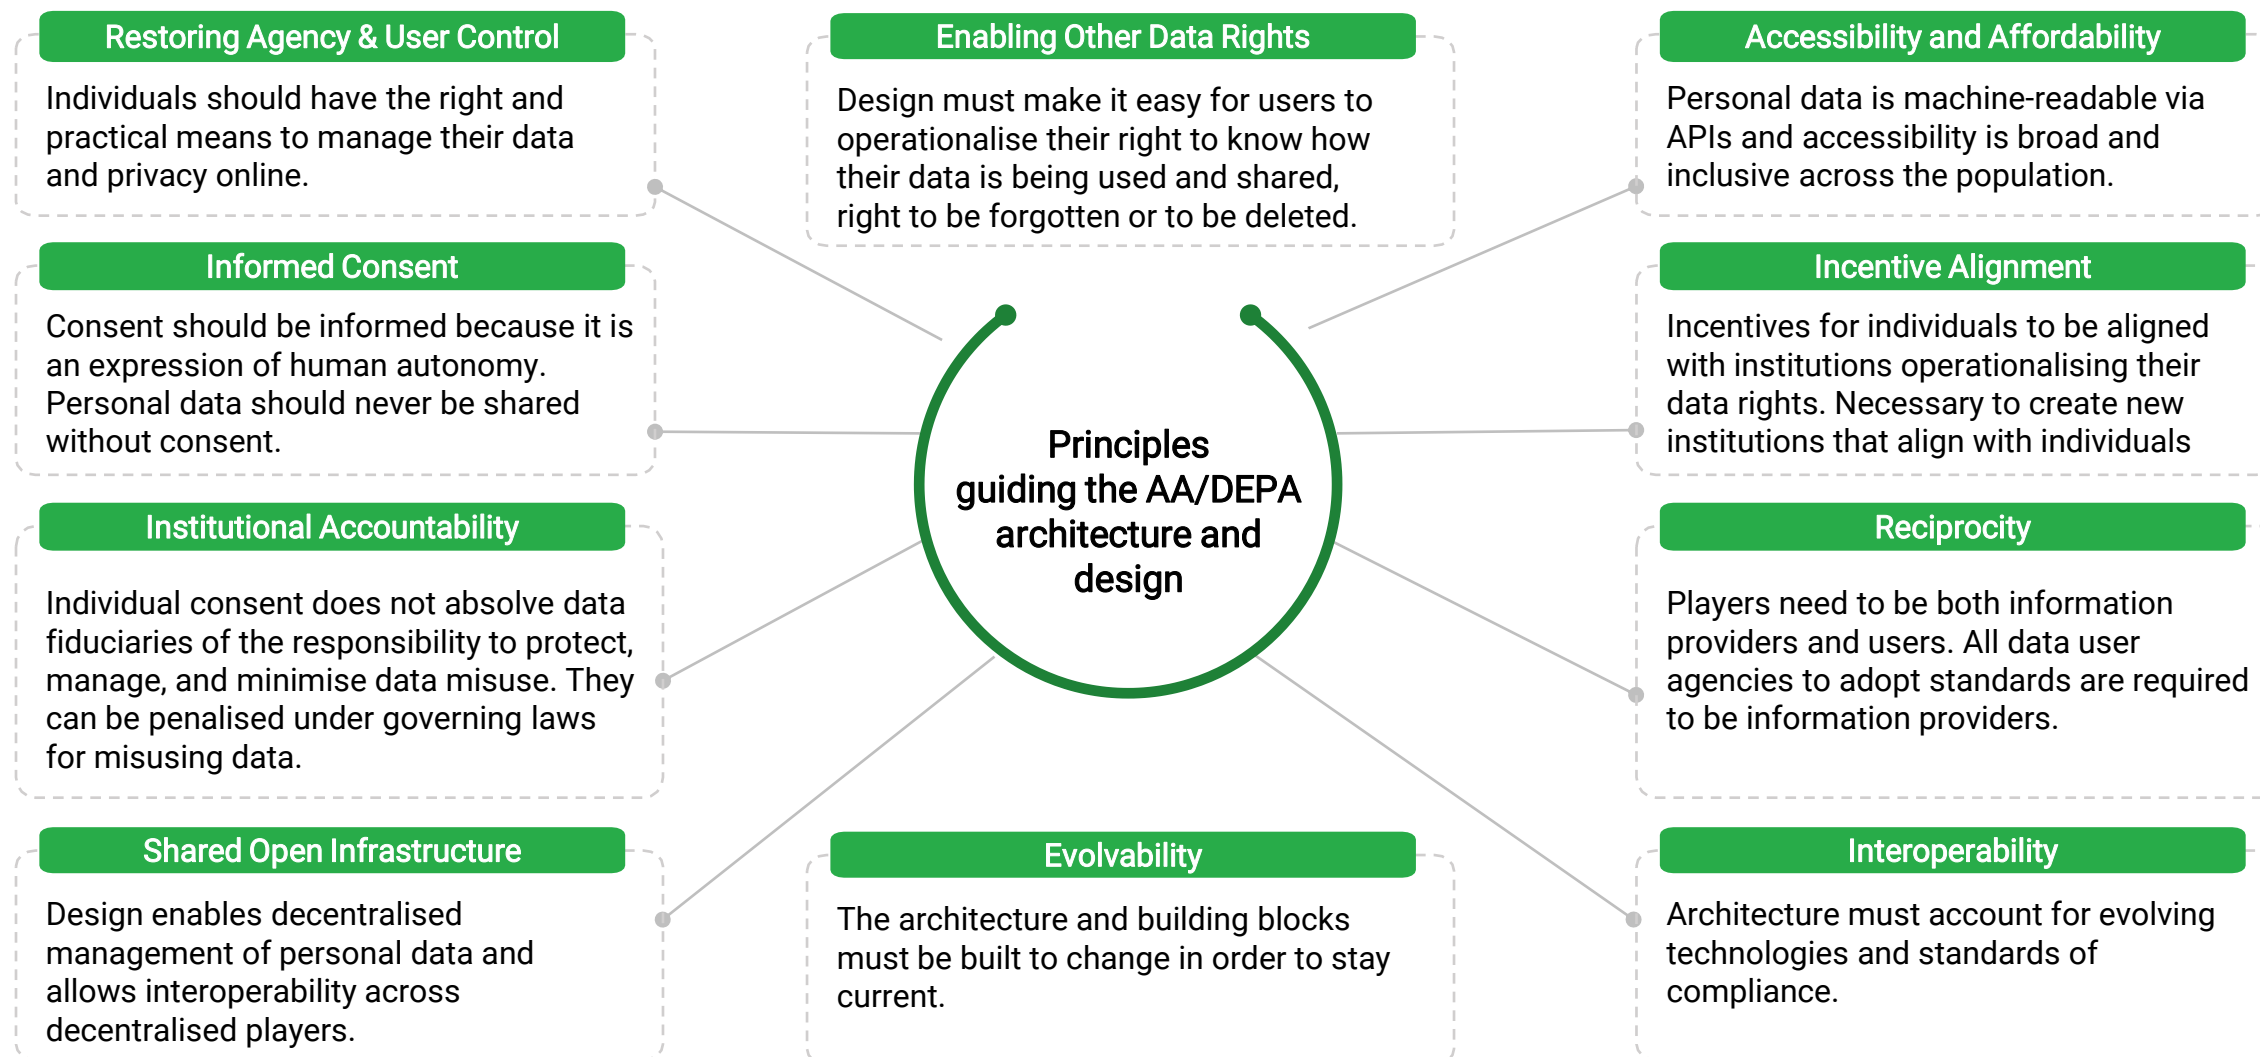 Restoring Agency & User Control
Individuals should have the right and
practical means to manage their data
and privacy online.
Enabling Other Data Rights
Design must make it easy for users to
operationalise their right to know how
their data is being used and shared,
right to be forgotten or to be deleted.
Accessibility and Affordability
Personal data is machine-readable via
APIs and accessibility is broad and
inclusive across the population.
Informed Consent
Consent should be informed because it is
an expression of human autonomy.
Personal data should never be shared
without consent.
Incentive Alignment
Incentives for individuals to be aligned
with institutions operationalising their
data rights. Necessary to create new
institutions that align with individuals
Principles
guiding the AA/DEPA
architecture and
design
Institutional Accountability
Individual consent does not absolve data
fiduciaries of the responsibility to protect,
manage, and minimise data misuse. They
can be penalised under governing laws
for misusing data.
Reciprocity
Players need to be both information
providers and users. All data user
agencies to adopt standards are required
to be information providers.
Shared Open Infrastructure
Design enables decentralised
management of personal data and
allows interoperability across
decentralised players.
Evolvability
The architecture and building blocks
must be built to change in order to stay
current.
Interoperability
Architecture must account for evolving
technologies and standards of
compliance.